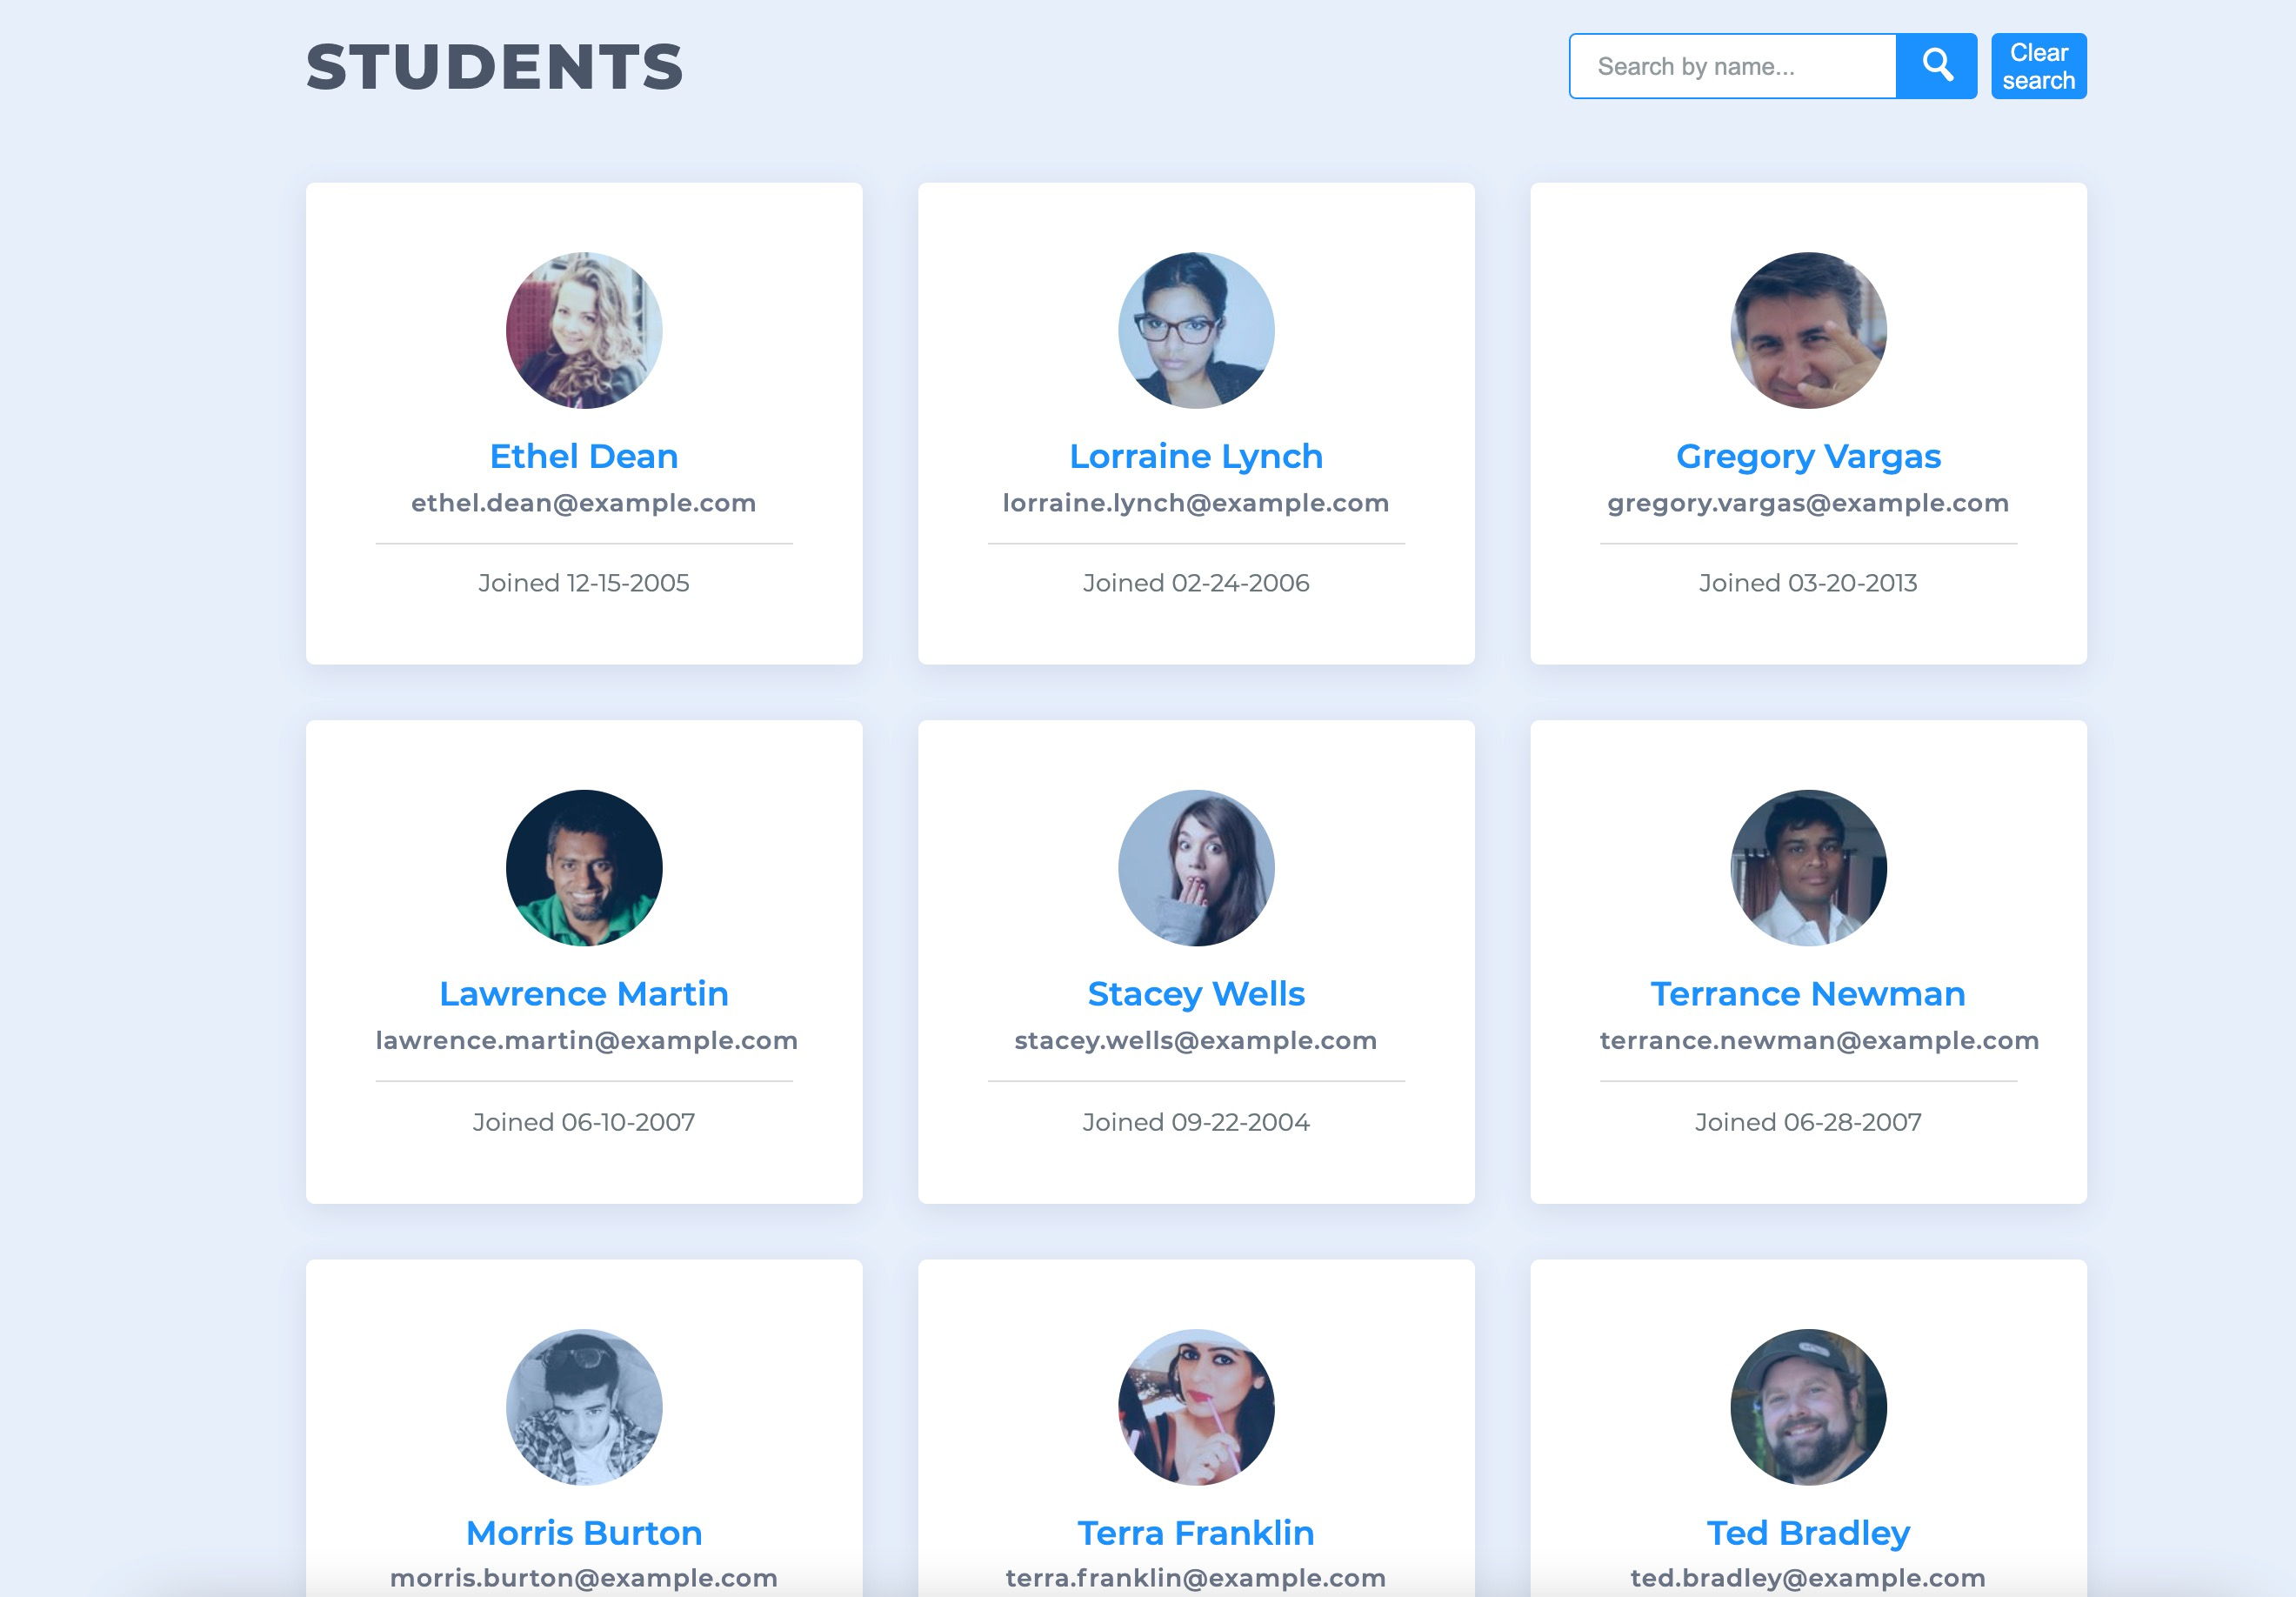 STUDENTS
Search by name...
Clear
search
Ethel Dean
ethel.dean@example.com
Joined 12-15-2005
Lorraine Lynch
lorraine.lynch@example.com
Joined 02-24-2006
Gregory Vargas
gregory.vargas@example.com
Joined 03-20-2013
Lawrence Martin
lawrence.martin@example.com
Joined 06-10-2007
Stacey Wells
stacey.wells@example.com
Joined 09-22-2004
Terrance Newman
terrance.newman@example.com
Joined 06-28-2007
Morris Burton
morris.burton@example.com
Terra Franklin
terra.franklin@example.com
Ted Bradley
ted.bradley@example.com